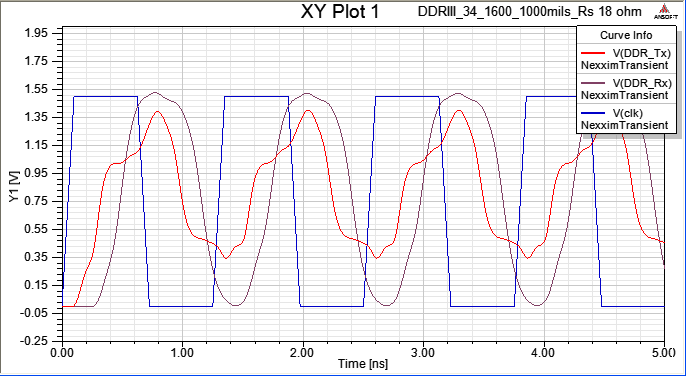 XY Plot 1
DDRIII_34_1600_1000mils_Rs 18 ohm
ANSOFT
Curve Info
V(DDR_Tx)
NexximTransient
V(DDR_Rx)
NexximTransient
V(clk)
NexximTransient
1.95
1.75
1.55
1.35
1.15
0.95
0.75
0.55
0.35
0.15
-0.05
-0.25
Y1 [V]
0.00 1.00 2.00 3.00 4.00 5.00
Time [ns]